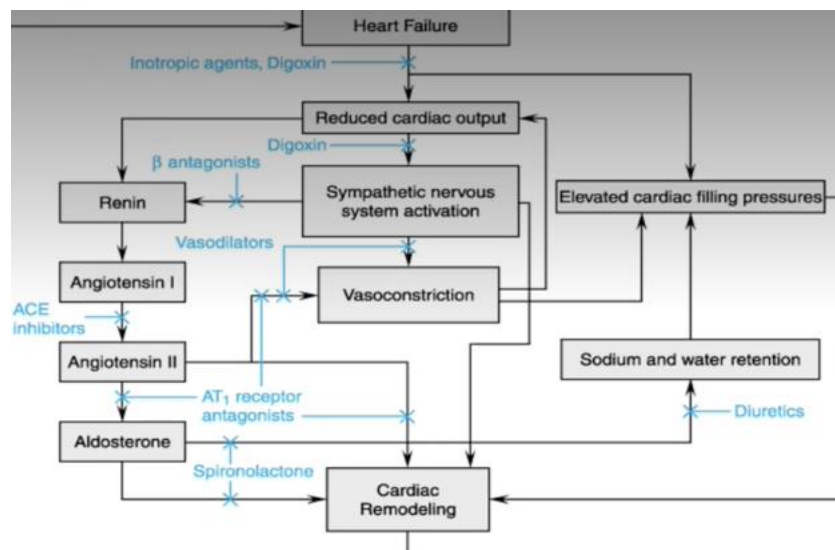 Heart Failure
Inotropic agents, Digoxin
Reduced cardiac output
Digoxin
β antagonists
Sympathetic nervous
system activation
Renin
Elevated cardiac filling pressures
Vasodilators
Angiotensin I
Vasoconstriction
ACE
inhibitors
Angiotensin II
Sodium and water retention
AT₁ receptor
antagonists
Diuretics
Aldosterone
Spironolactone
Cardiac
Remodeling